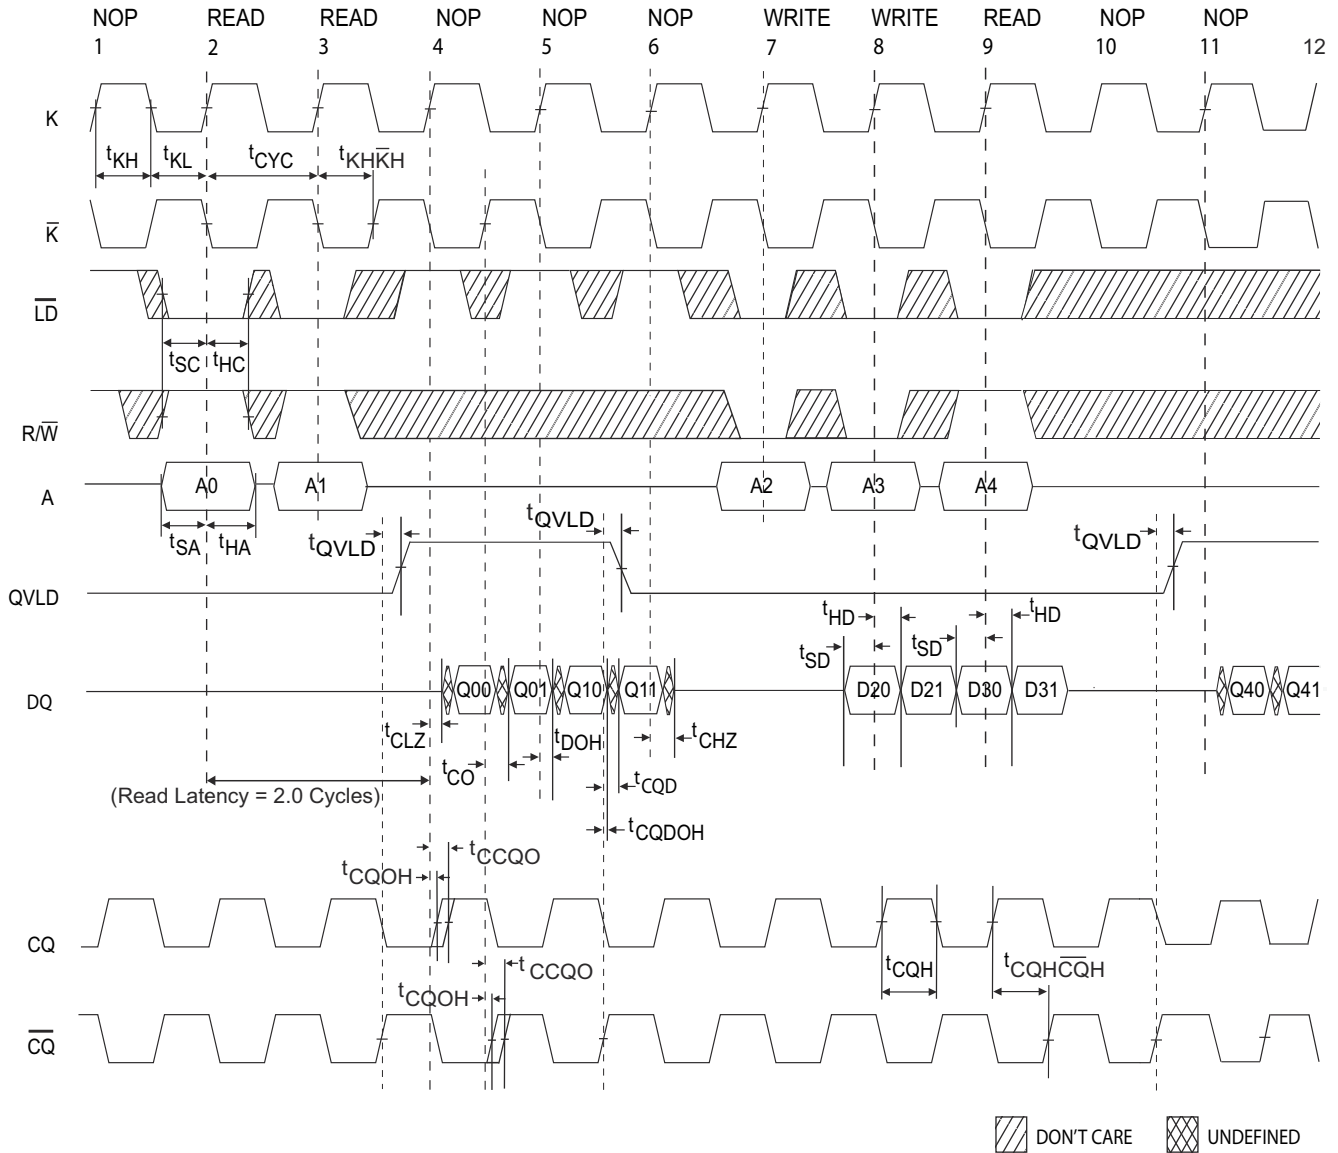 NOP READ READ NOP NOP NOP WRITE WRITE READ NOP NOP
1 2 3 4 5 6 7 8 9 10 11 12
K
tKH tKL tCYC tKHK̅H
K̅
L̅D̅
tSC tHC
R/W̅
A A0 A1 A2 A3 A4
tSA tHA tQVLD tQVLD tQVLD
QVLD
tHD tSD tHD
tSD
DQ Q00 Q01 Q10 Q11 D20 D21 D30 D31 Q40 Q41
tCLZ tDOH tCHZ
tCO tCQD
(Read Latency = 2.0 Cycles)
tCQDOH
tCCQO
tCQOH
CQ
tCCQO tCQH tCQHC̅Q̅H
tCQOH
C̅Q̅
DON'T CARE UNDEFINED